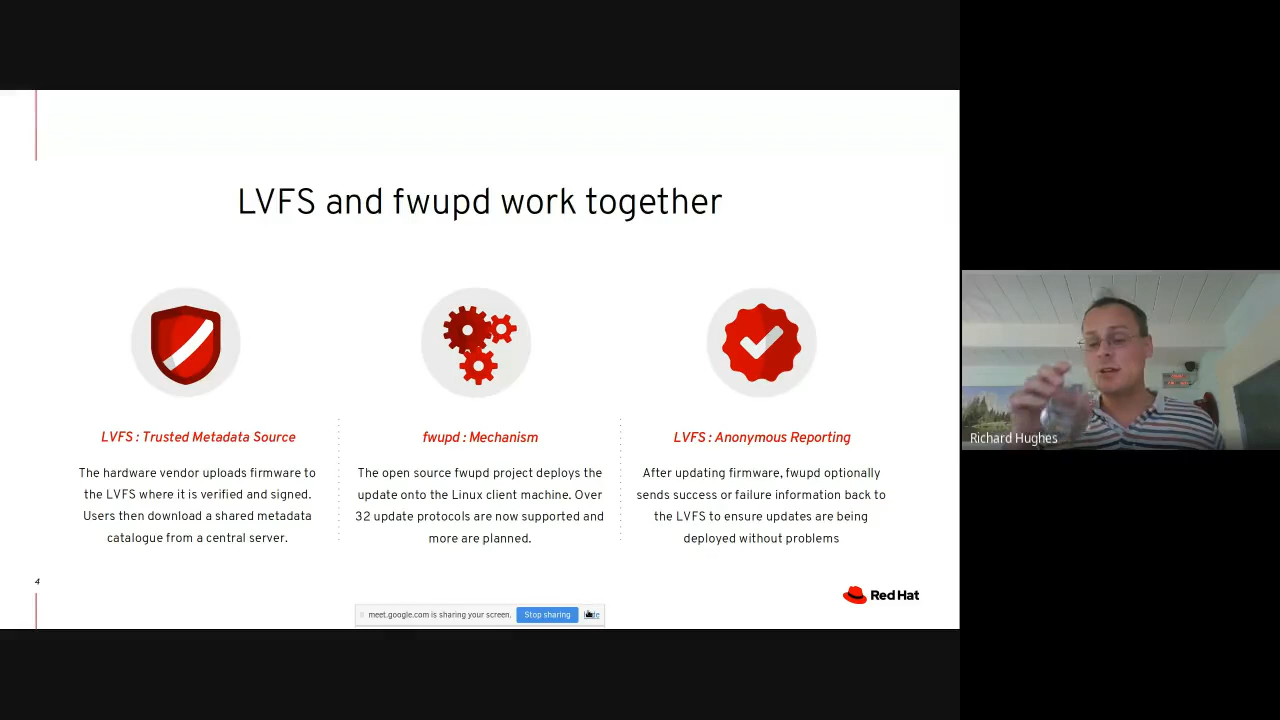 LVFS and fwupd work together
LVFS : Trusted Metadata Source
The hardware vendor uploads firmware to
the LVFS where it is verified and signed.
Users then download a shared metadata
catalogue from a central server.
fwupd : Mechanism
The open source fwupd project deploys the
update onto the Linux client machine. Over
32 update protocols are now supported and
more are planned.
LVFS : Anonymous Reporting
After updating firmware, fwupd optionally
sends success or failure information back to
the LVFS to ensure updates are being
deployed without problems
4
Red Hat
meet.google.com is sharing your screen.
Stop sharing
Richard Hughes